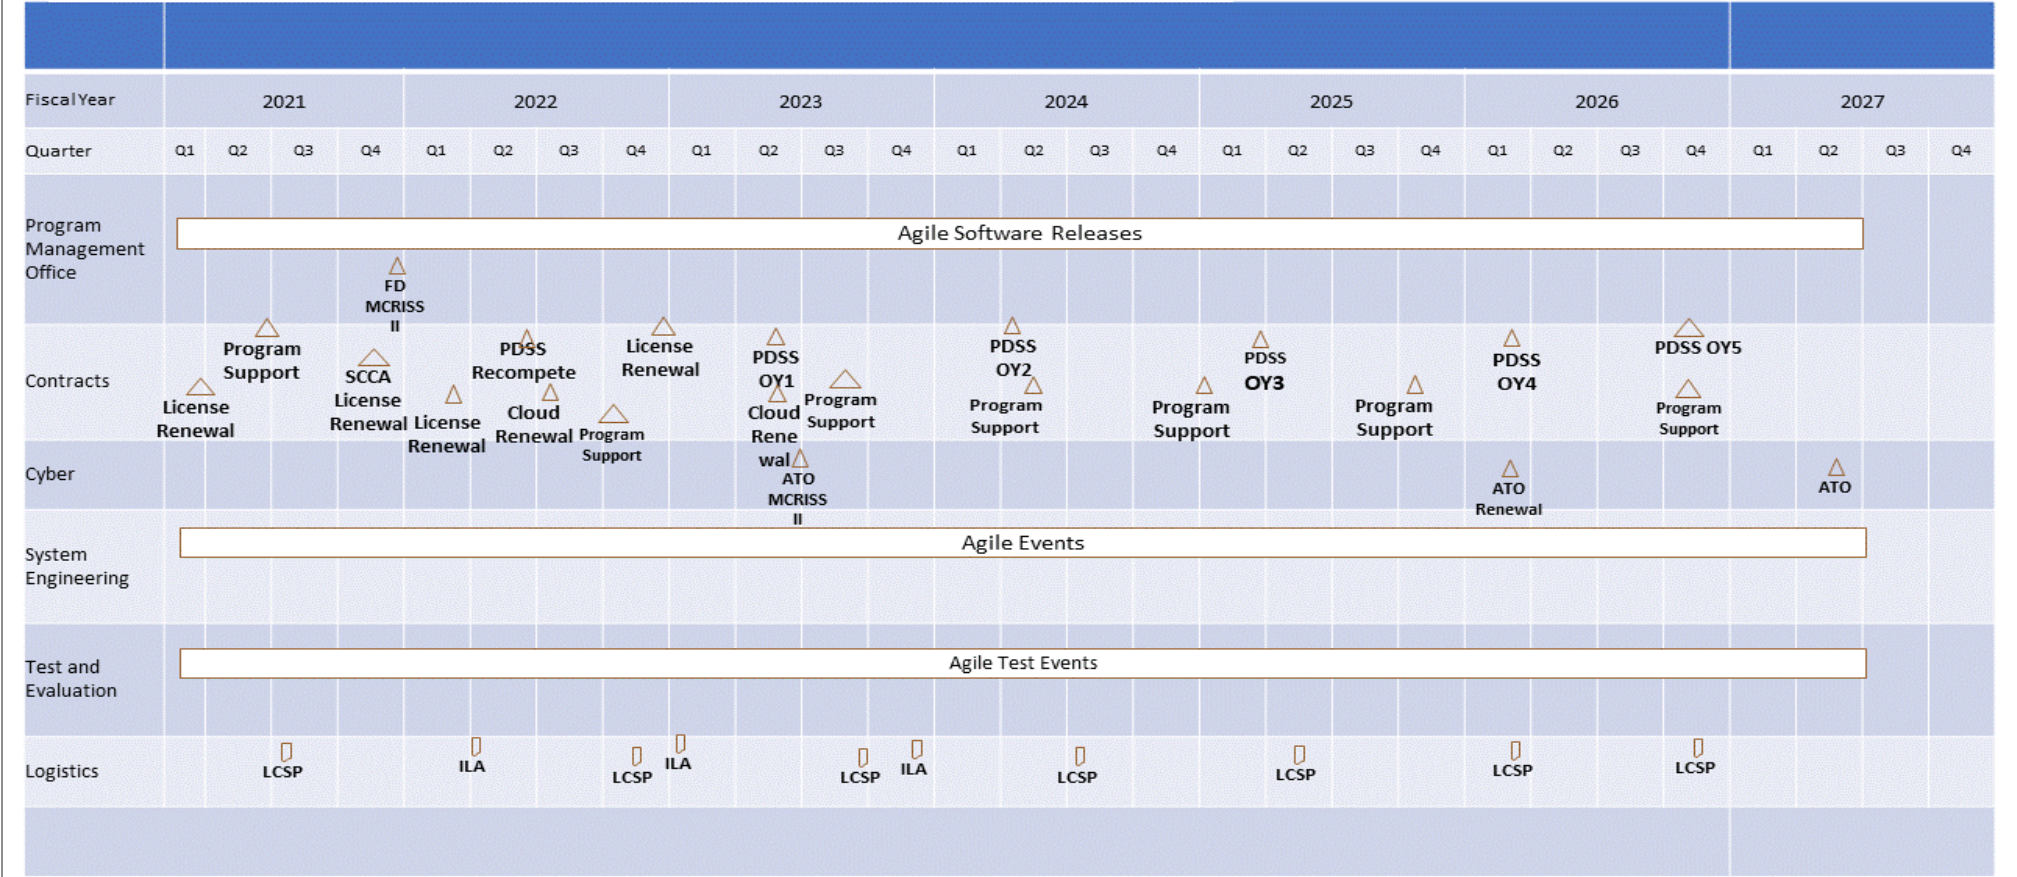 Fiscal Year 2021 2022 2023 2024 2025 2026 2027
Quarter Q1 Q2 Q3 Q4 Q1 Q2 Q3 Q4 Q1 Q2 Q3 Q4 Q1 Q2 Q3 Q4 Q1 Q2 Q3 Q4 Q1 Q2 Q3 Q4 Q1 Q2 Q3 Q4
Program
Management
Office
Agile Software Releases
FD
MCRISS
II
Contracts
License
Renewal
Program
Support
SCCA
License
Renewal
License
Renewal
PDSS
Recompete
Cloud
Renewal
Program
Support
License
Renewal
PDSS
OY1
Cloud
Rene
wal
Program
Support
PDSS
OY2
Program
Support
Program
Support
PDSS
OY3
Program
Support
PDSS
OY4
PDSS OY5
Program
Support
Cyber
ATO
MCRISS
II
ATO
Renewal
ATO
System
Engineering
Agile Events
Test and
Evaluation
Agile Test Events
Logistics
LCSP
ILA
LCSP
ILA
LCSP
ILA
LCSP
LCSP
LCSP
LCSP